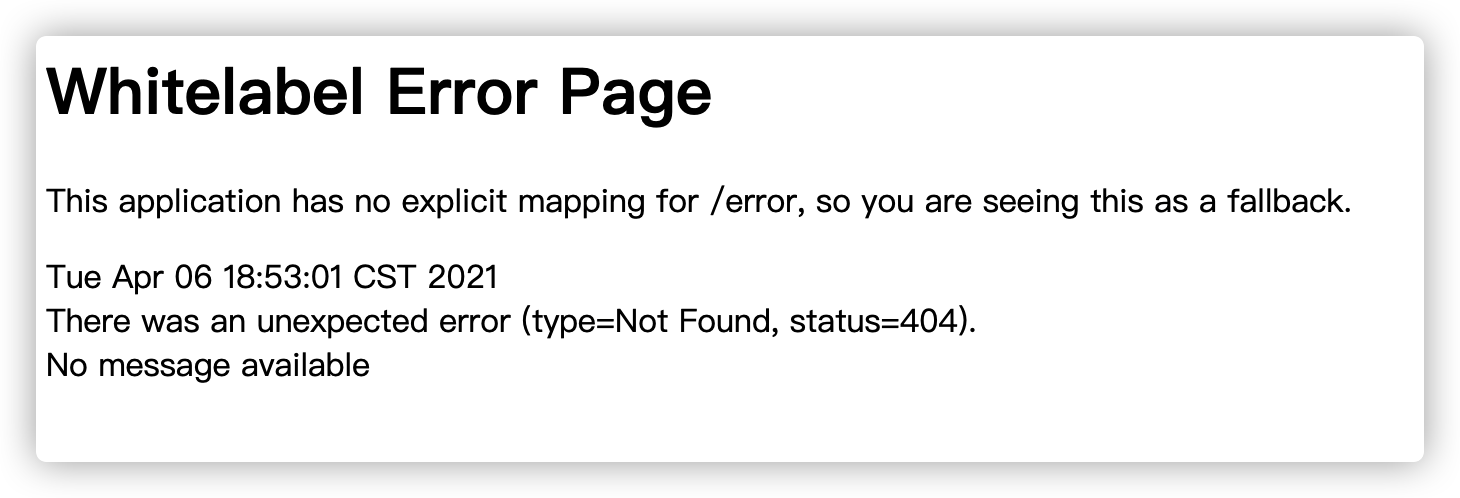 Whitelabel Error Page
This application has no explicit mapping for /error, so you are seeing this as a fallback.
Tue Apr 06 18:53:01 CST 2021
There was an unexpected error (type=Not Found, status=404).
No message available